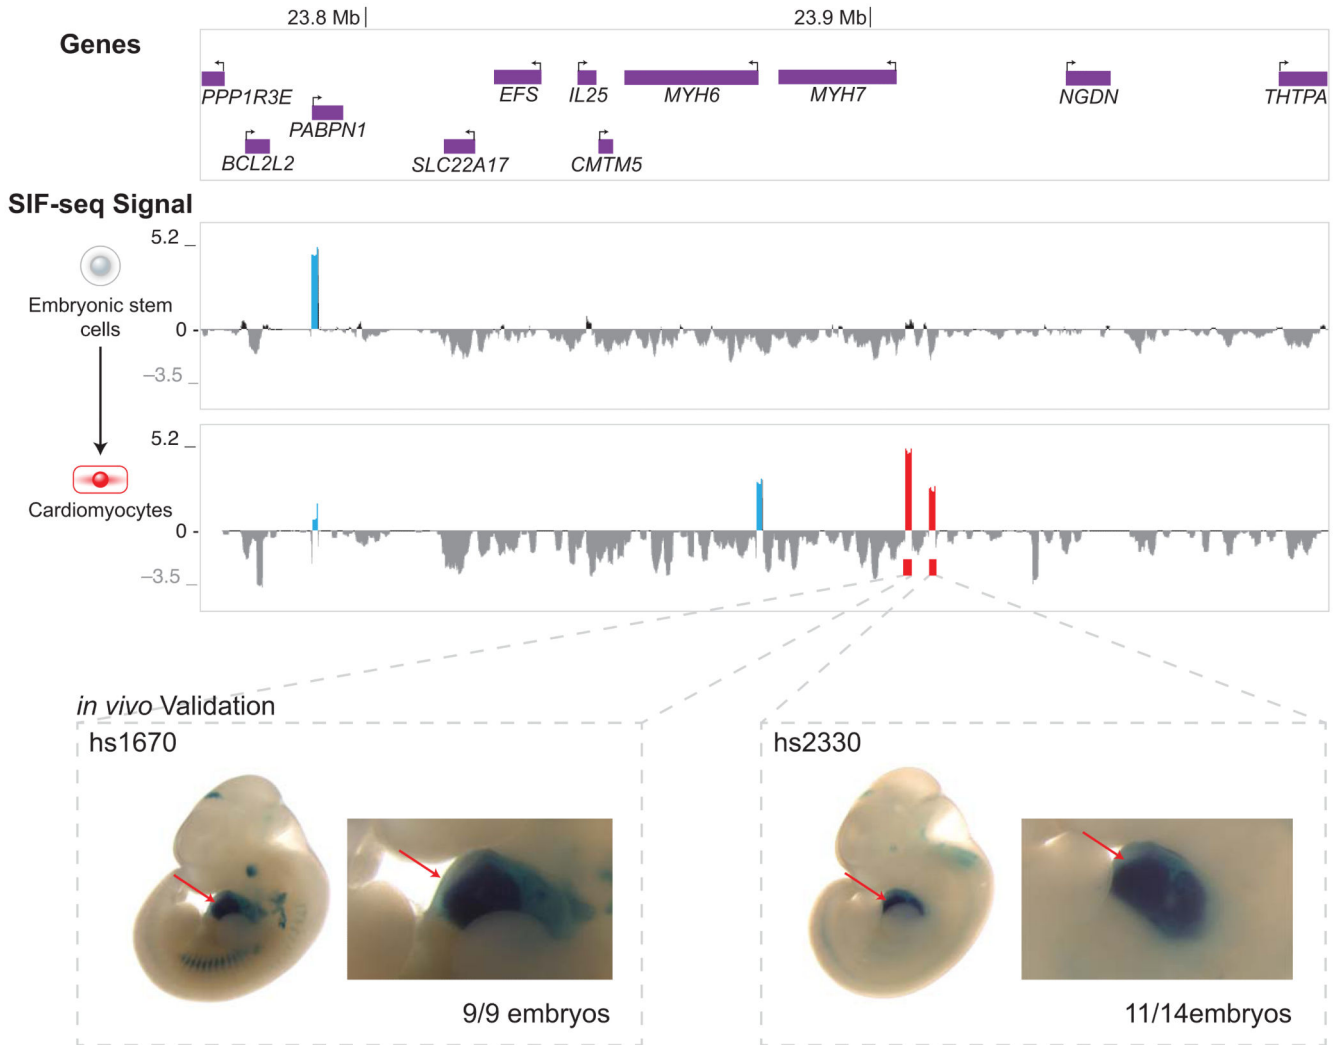 23.8 Mb 23.9 Mb
Genes
PPP1R3E EFS IL25 MYH6 MYH7 NGDN THTPA
PABPN1
BCL2L2 SLC22A17 CMTM5
SIF-seq Signal
5.2
Embryonic stem
cells
0
–3.5
5.2
Cardiomyocytes
0
–3.5
in vivo Validation
hs1670 hs2330
9/9 embryos 11/14embryos